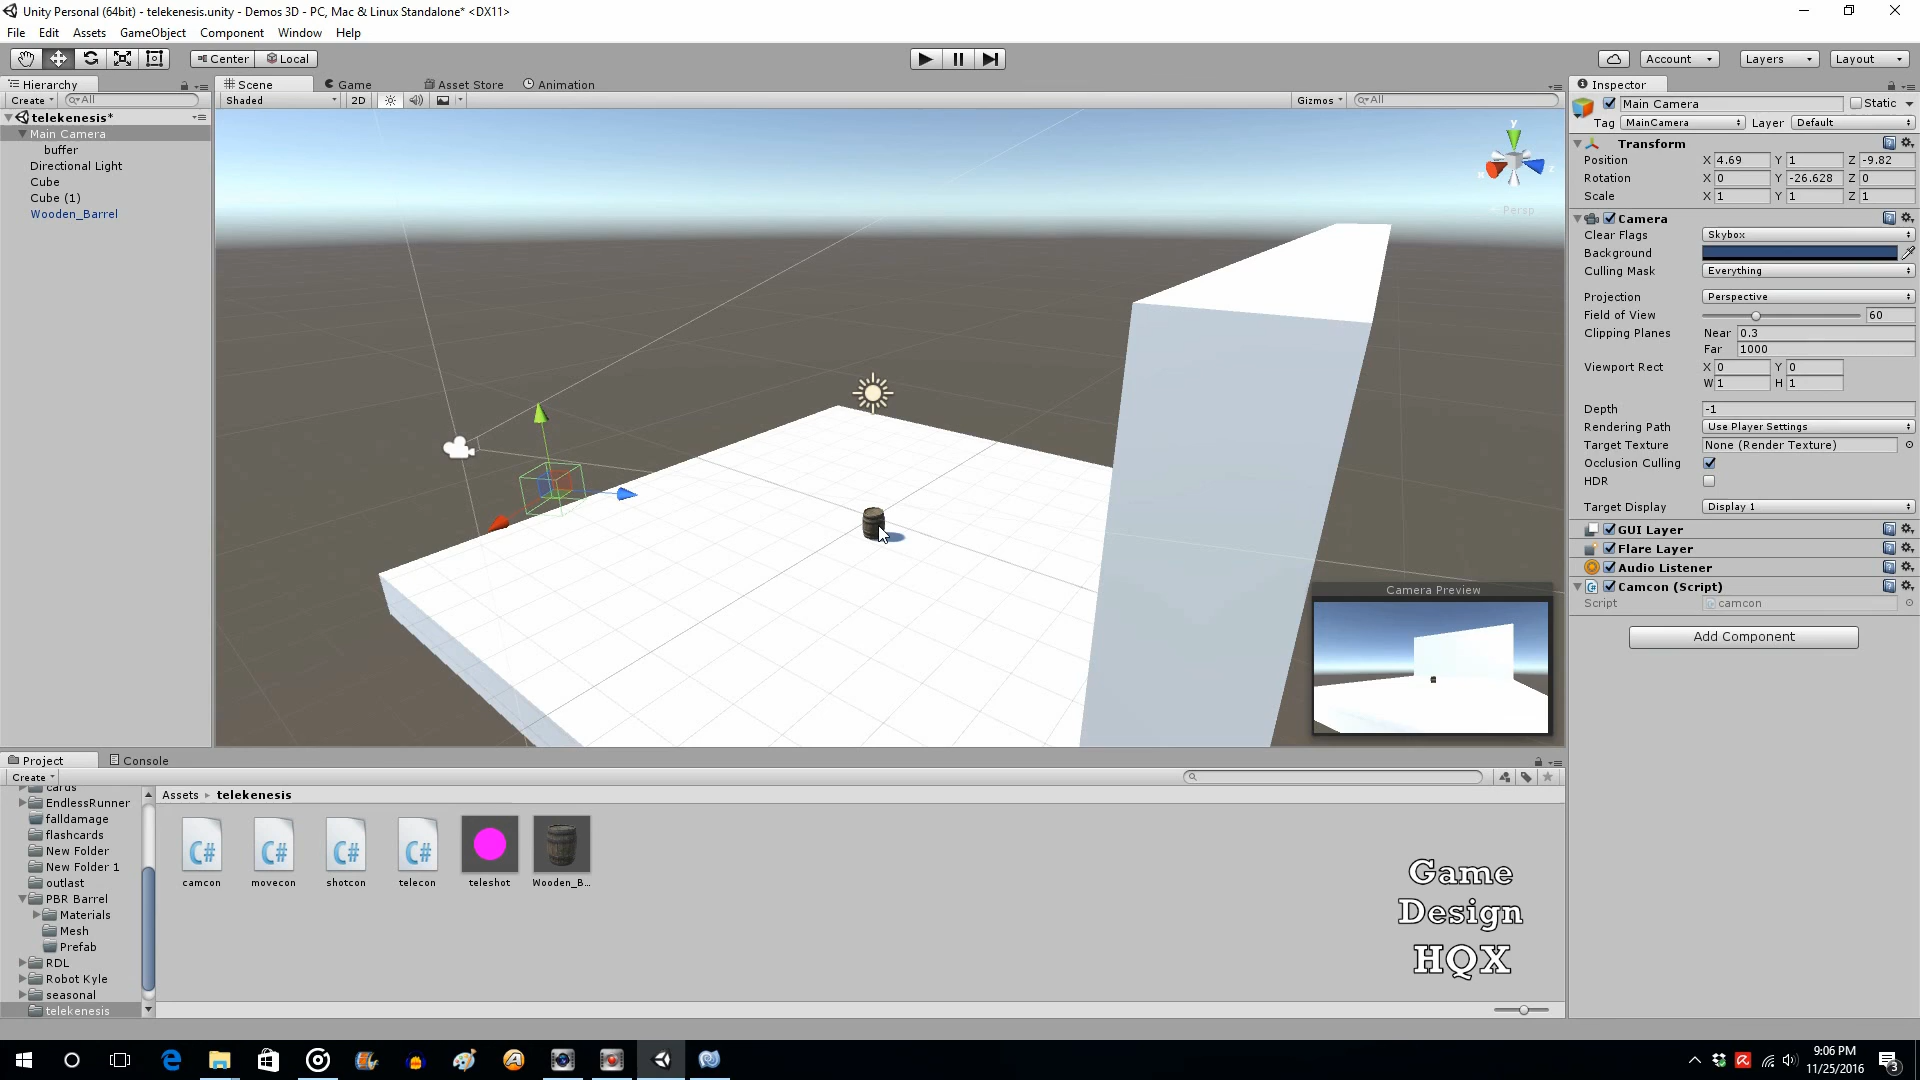 Unity Personal (64bit) - telekenesis.unity - Demos 3D - PC, Mac & Linux Standalone* <DX11>
File Edit Assets GameObject Component Window Help
Center Local
Account Layers Layout
Hierarchy
Create All
telekenesis*
Main Camera
buffer
Directional Light
Cube
Cube (1)
Wooden_Barrel
Scene Game Asset Store Animation
Shaded 2D Gizmos All
y
x
z
Persp
Camera Preview
Inspector
Main Camera Static
Tag MainCamera Layer Default
Transform
Position X 4.69 Y 1 Z -9.82
Rotation X 0 Y -26.628 Z 0
Scale X 1 Y 1 Z 1
Camera
Clear Flags Skybox
Background
Culling Mask Everything
Projection Perspective
Field of View 60
Clipping Planes Near 0.3
Far 1000
Viewport Rect X 0 Y 0
W 1 H 1
Depth -1
Rendering Path Use Player Settings
Target Texture None (Render Texture)
Occlusion Culling
HDR
Target Display Display 1
GUI Layer
Flare Layer
Audio Listener
Camcon (Script)
Script camcon
Add Component
Project Console
Create
cards
EndlessRunner
falldamage
flashcards
New Folder
New Folder 1
outlast
PBR Barrel
Materials
Mesh
Prefab
RDL
Robot Kyle
seasonal
telekenesis
Assets telekenesis
C# C# C# C#
camcon movecon shotcon telecon teleshot Wooden_B...
Game
Design
HQX
9:06 PM
11/25/2016
3